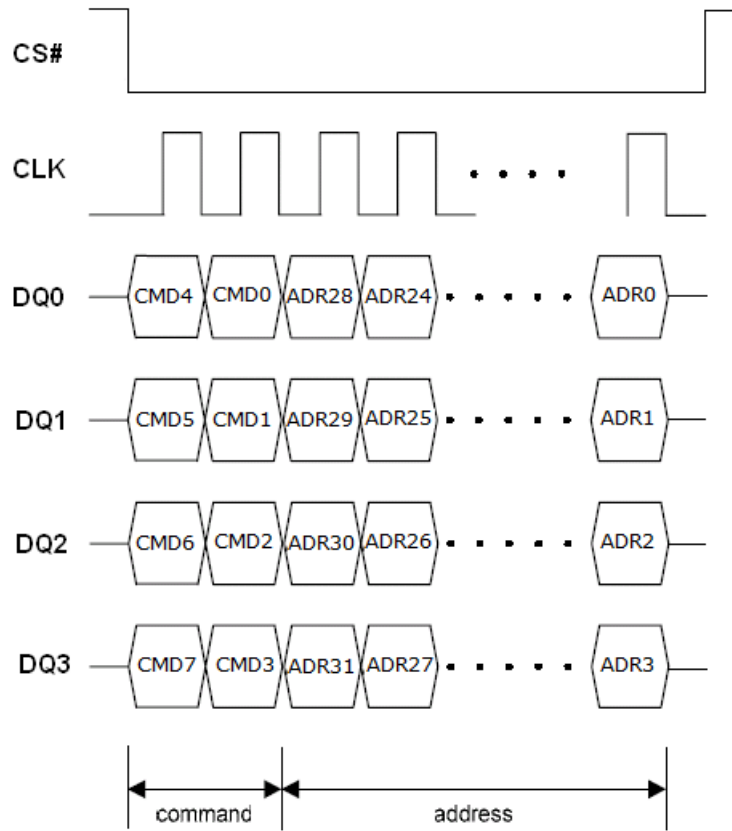 CS#
CLK
DQ0 CMD4 CMD0 ADR28 ADR24 ADR0
DQ1 CMD5 CMD1 ADR29 ADR25 ADR1
DQ2 CMD6 CMD2 ADR30 ADR26 ADR2
DQ3 CMD7 CMD3 ADR31 ADR27 ADR3
command address